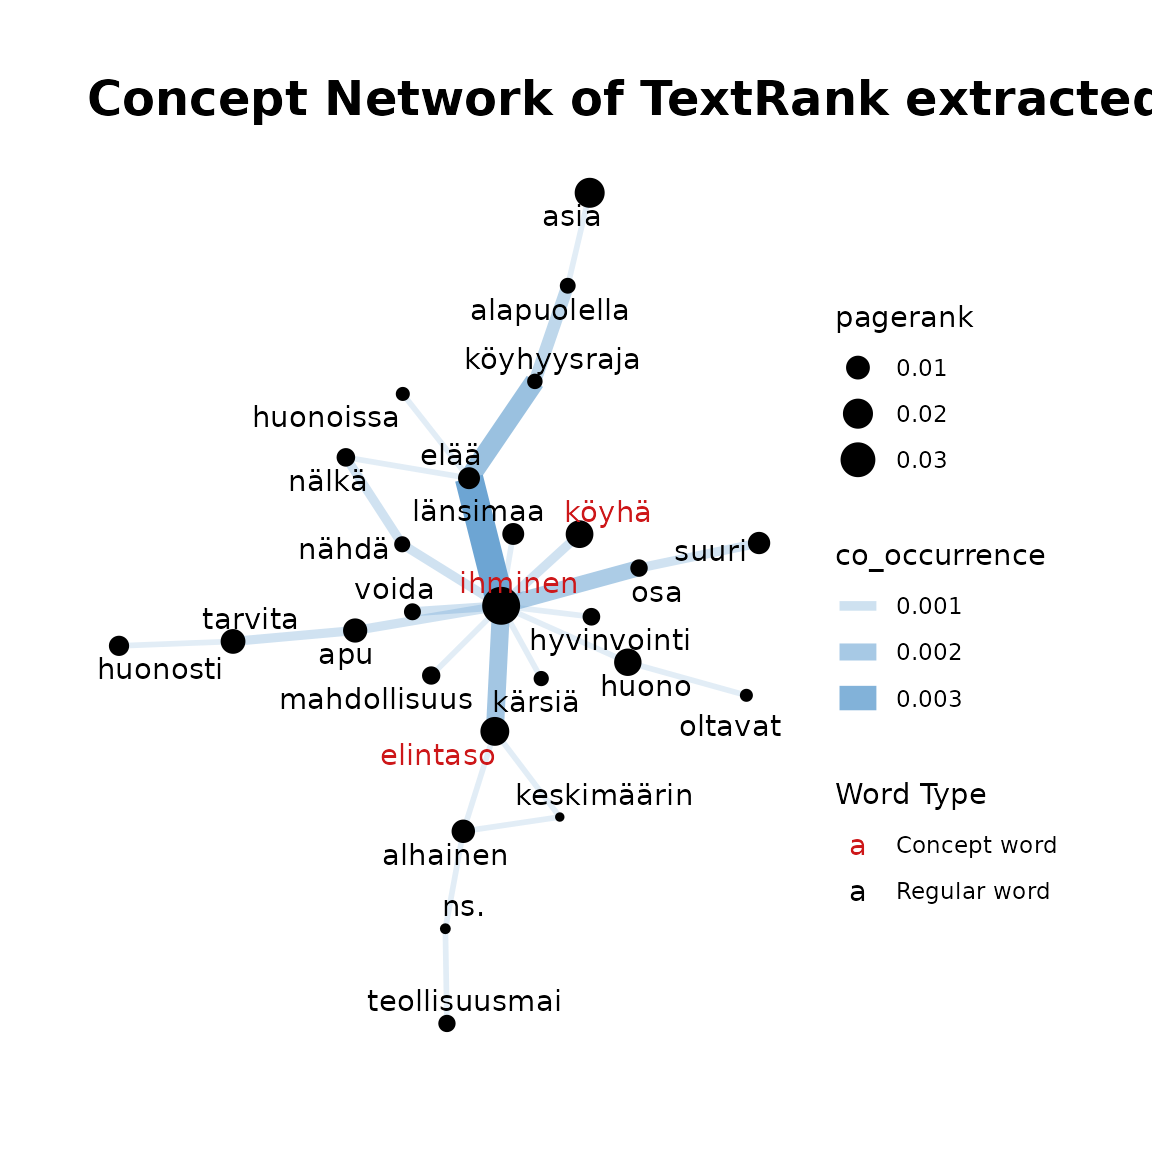 Concept Network of TextRank extracted
asia
alapuolella
köyhyysraja
huonoissa
elää
nälkä
länsimaa
köyhä
nähdä
suuri
ihminen
voida
osa
tarvita
hyvinvointi
apu
huonosti
huono
mahdollisuus
kärsiä
oltavat
elintaso
keskimäärin
alhainen
ns.
teollisuusmai
pagerank
0.01
0.02
0.03
co_occurrence
0.001
0.002
0.003
Word Type
a Concept word
a Regular word